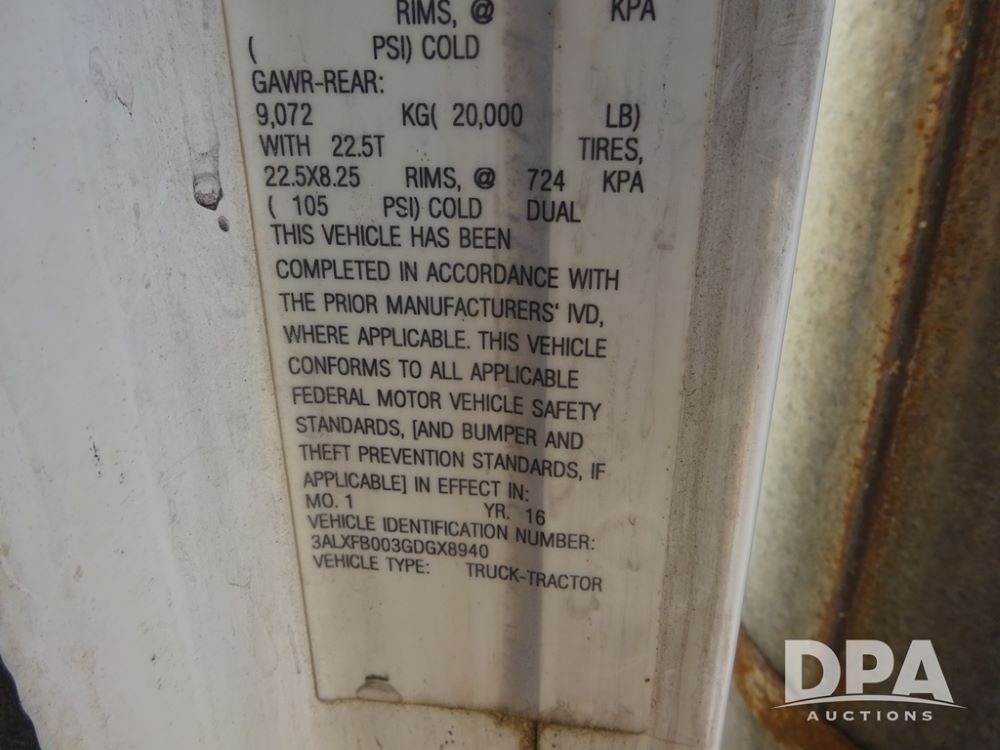 RIMS, @ KPA
( PSI) COLD
GAWR-REAR:
9,072 KG( 20,000 LB)
WITH 22.5T TIRES,
22.5X8.25 RIMS, @ 724 KPA
( 105 PSI) COLD DUAL
THIS VEHICLE HAS BEEN
COMPLETED IN ACCORDANCE WITH
THE PRIOR MANUFACTURERS' IVD,
WHERE APPLICABLE. THIS VEHICLE
CONFORMS TO ALL APPLICABLE
FEDERAL MOTOR VEHICLE SAFETY
STANDARDS, [AND BUMPER AND
THEFT PREVENTION STANDARDS, IF
APPLICABLE] IN EFFECT IN:
MO. 1 YR. 16
VEHICLE IDENTIFICATION NUMBER:
3ALXFB003GDGX8940
VEHICLE TYPE: TRUCK-TRACTOR
DPA
AUCTIONS